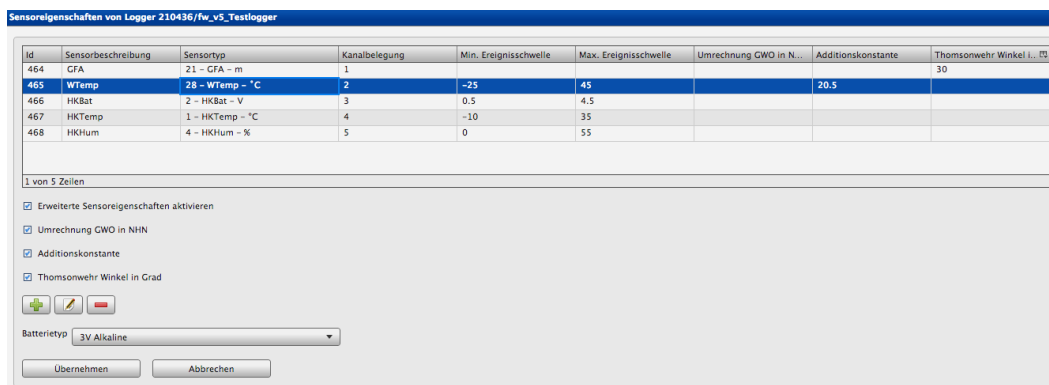 Sensoreigenschaften von Logger 210436/fw_v5_Testlogger
Id Sensorbeschreibung Sensortyp Kanalbelegung Min. Ereignisschwelle Max. Ereignisschwelle Umrechnung GWO in N... Additionskonstante Thomsonwehr Winkel i...
464 GFA 21 – GFA – m 1 30
465 WTemp 28 – WTemp – °C 2 –25 45 20.5
466 HKBat 2 – HKBat – V 3 0.5 4.5
467 HKTemp 1 – HKTemp – °C 4 –10 35
468 HKHum 4 – HKHum – % 5 0 55
1 von 5 Zeilen
Erweiterte Sensoreigenschaften aktivieren
Umrechnung GWO in NHN
Additionskonstante
Thomsonwehr Winkel in Grad
Batterietyp 3V Alkaline
Übernehmen Abbrechen